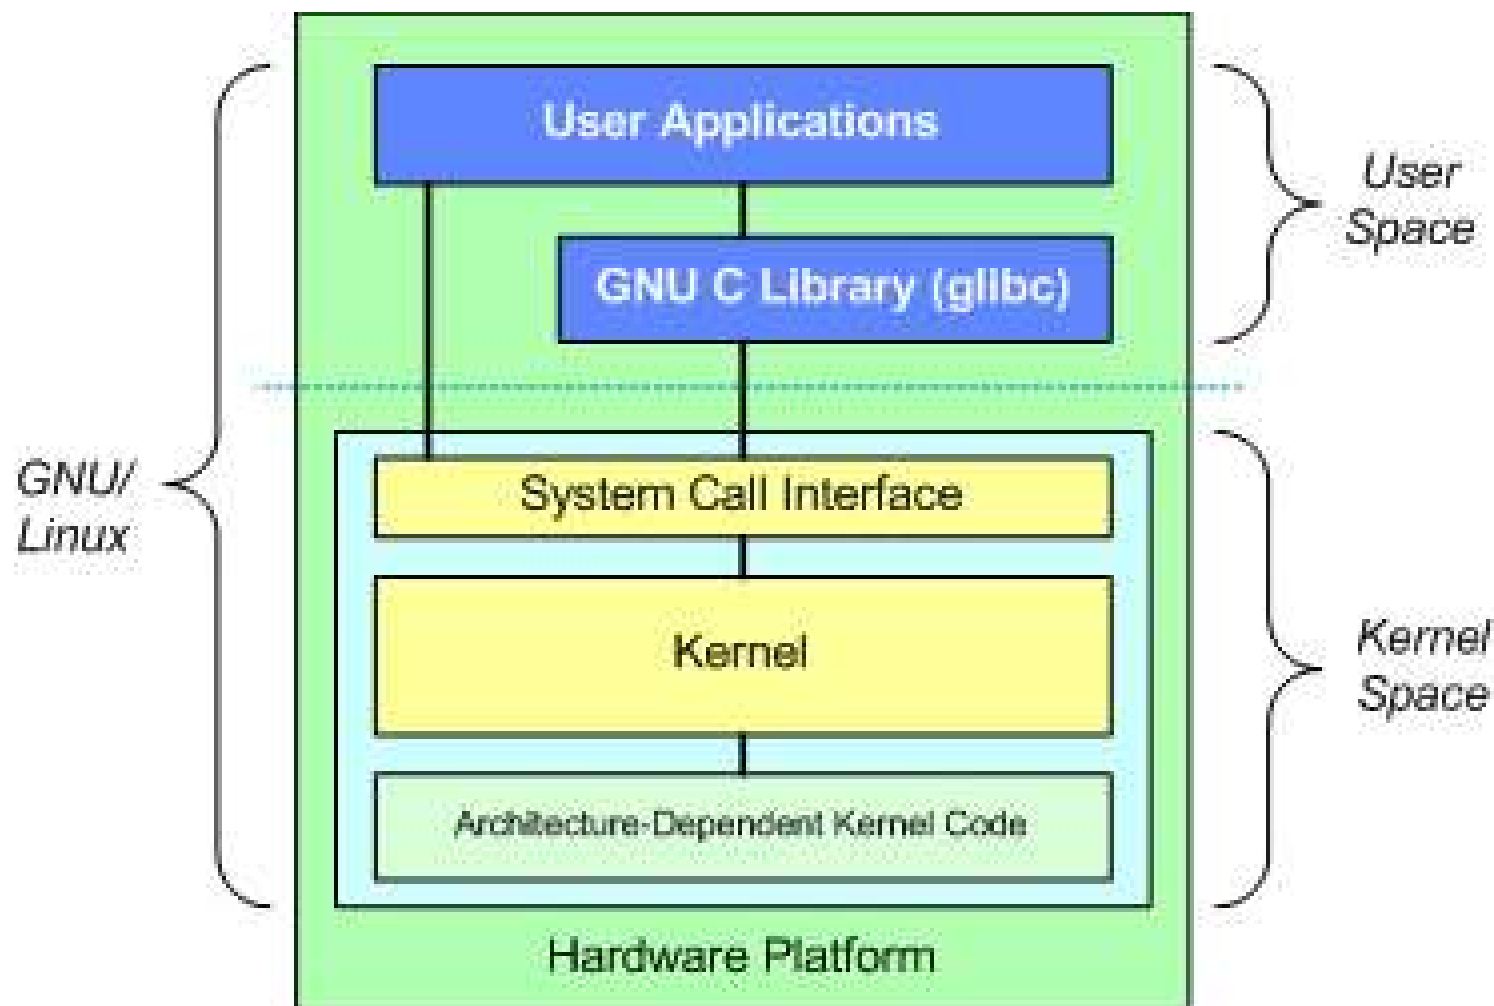 User Applications
GNU C Library (glibc)
User
Space
GNU/
Linux
System Call Interface
Kernel
Architecture-Dependent Kernel Code
Kernel
Space
Hardware Platform